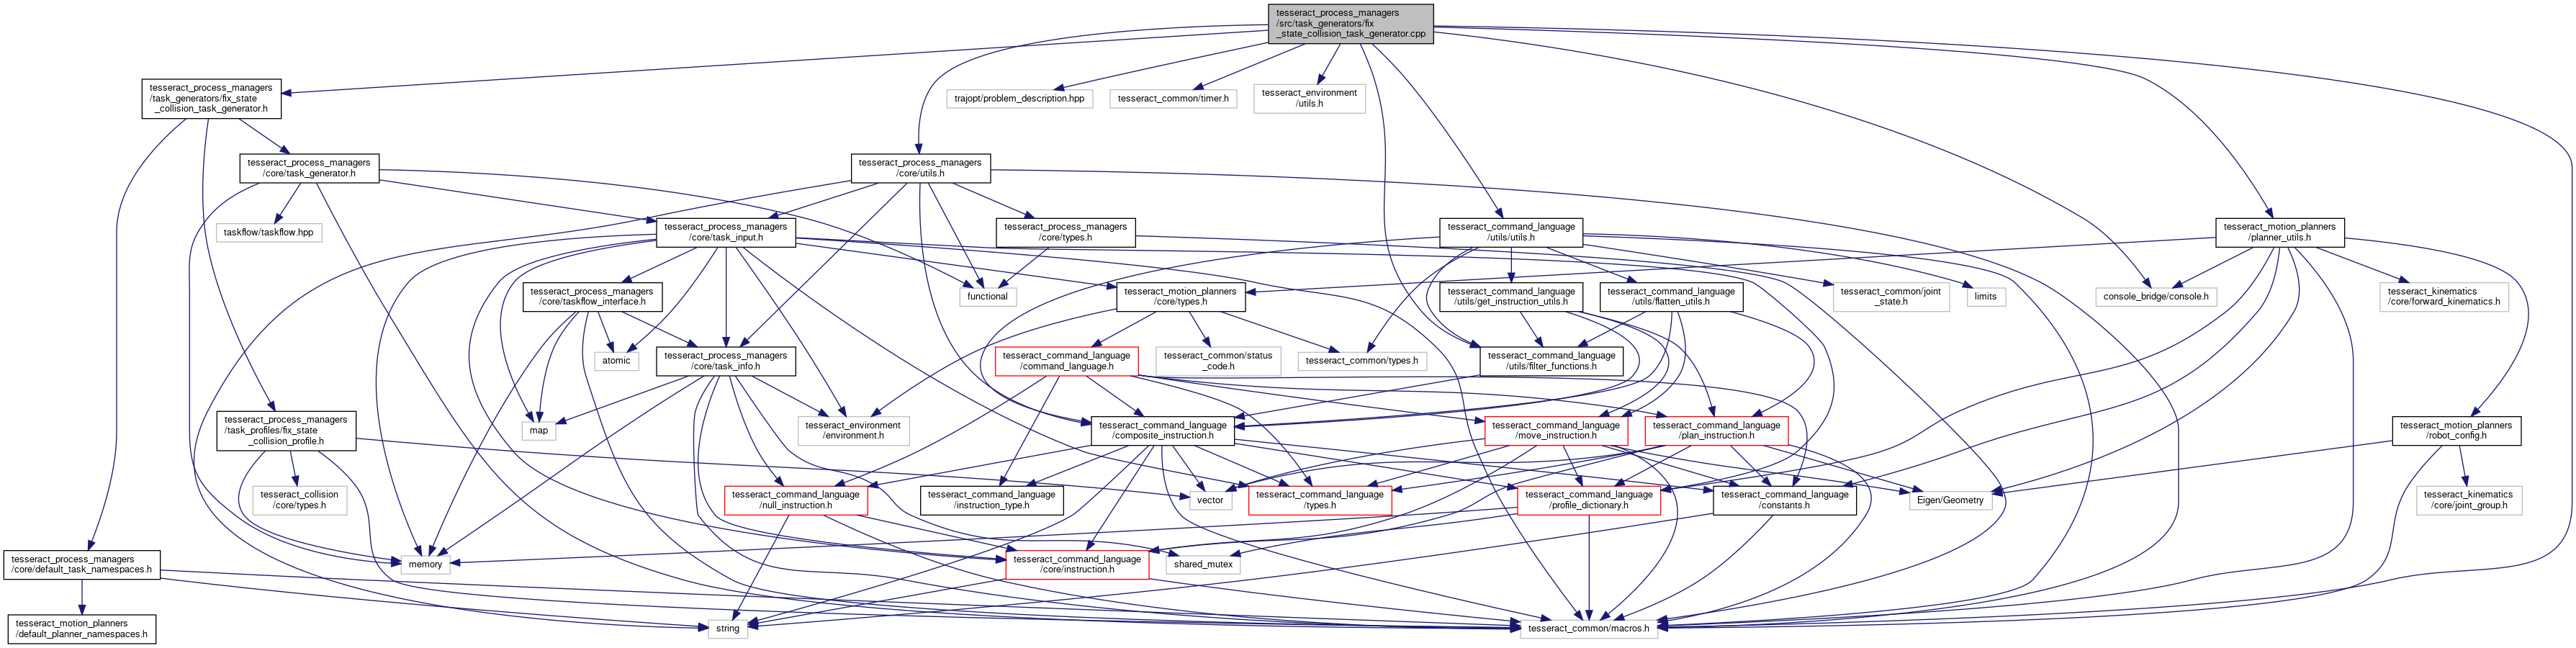 tesseract_process_managers
/src/task_generators/fix
_state_collision_task_generator.cpp
tesseract_process_managers
/task_generators/fix_state
_collision_task_generator.h
trajopt/problem_description.hpp
tesseract_common/timer.h
tesseract_environment
/utils.h
tesseract_process_managers
/core/task_generator.h
tesseract_process_managers
/core/utils.h
taskflow/taskflow.hpp
tesseract_process_managers
/core/task_input.h
tesseract_process_managers
/core/types.h
tesseract_command_language
/utils/utils.h
tesseract_motion_planners
/planner_utils.h
tesseract_process_managers
/core/taskflow_interface.h
functional
tesseract_motion_planners
/core/types.h
tesseract_command_language
/utils/get_instruction_utils.h
tesseract_command_language
/utils/flatten_utils.h
tesseract_common/joint
_state.h
limits
console_bridge/console.h
tesseract_kinematics
/core/forward_kinematics.h
atomic
tesseract_process_managers
/core/task_info.h
tesseract_command_language
/command_language.h
tesseract_common/status
_code.h
tesseract_common/types.h
tesseract_command_language
/utils/filter_functions.h
tesseract_process_managers
/task_profiles/fix_state
_collision_profile.h
map
tesseract_environment
/environment.h
tesseract_command_language
/composite_instruction.h
tesseract_command_language
/move_instruction.h
tesseract_command_language
/plan_instruction.h
tesseract_motion_planners
/robot_config.h
tesseract_collision
/core/types.h
tesseract_command_language
/null_instruction.h
tesseract_command_language
/instruction_type.h
vector
tesseract_command_language
/types.h
tesseract_command_language
/profile_dictionary.h
tesseract_command_language
/constants.h
Eigen/Geometry
tesseract_kinematics
/core/joint_group.h
tesseract_process_managers
/core/default_task_namespaces.h
memory
tesseract_command_language
/core/instruction.h
shared_mutex
tesseract_motion_planners
/default_planner_namespaces.h
string
tesseract_common/macros.h